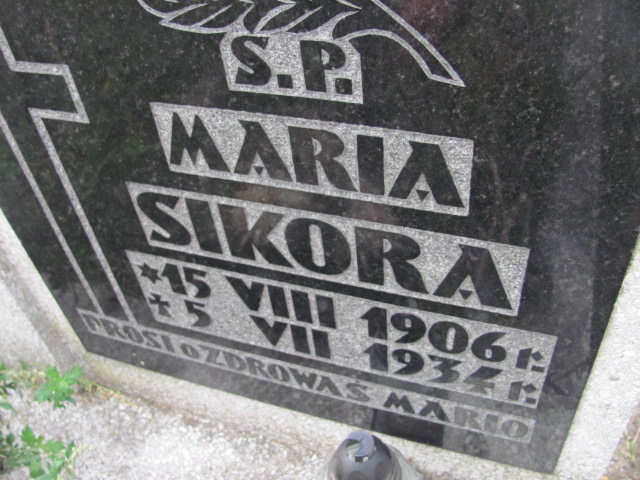 S.P.
MARIA
SIKORA
* 15 VIII 1906 r.
✝ 5 VII 1934 r.
PROSI o ZDROWAŚ MARIO